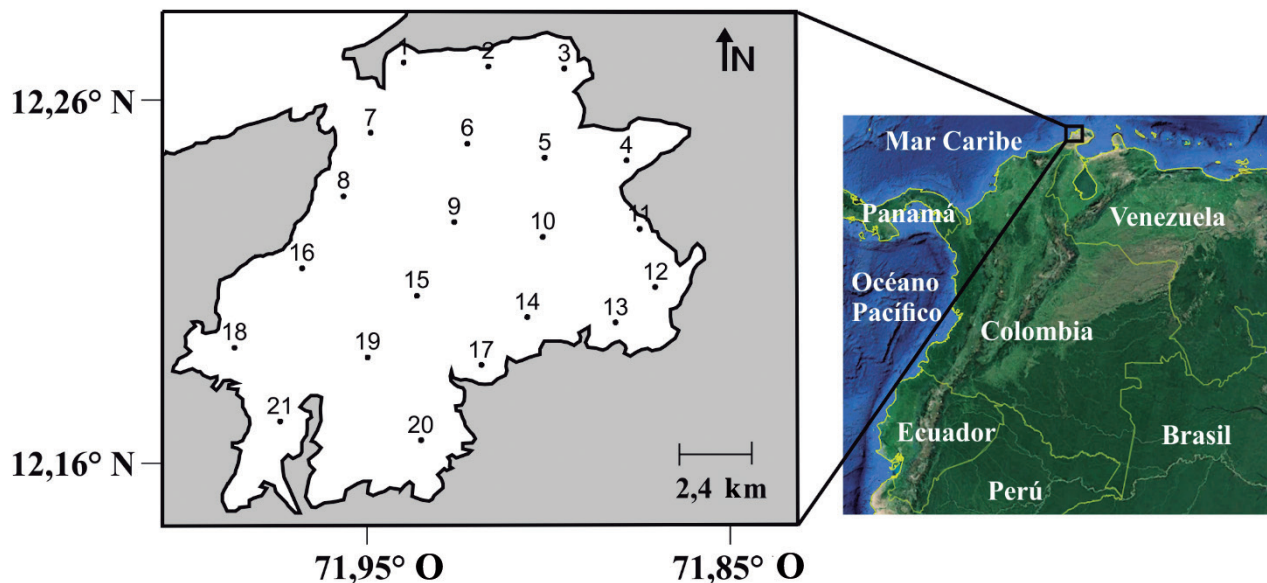 1
2
3
N
12,26° N
7
6
5
4
8
9
10
11
16
15
12
14
13
18
19
17
21
20
12,16° N
2,4 km
71,95° O
71,85° O
Mar Caribe
Panamá
Venezuela
Océano
Pacífico
Colombia
Ecuador
Brasil
Perú